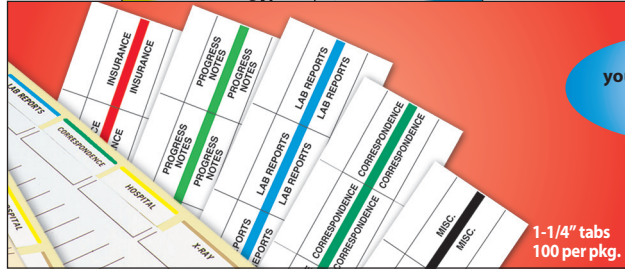 INSURANCE
INSURANCE
PROGRESS
NOTES
PROGRESS
NOTES
PROGRESS
NOTES
PROGRESS
NOTES
LAB REPORTS
LAB REPORTS
LAB REPORTS
LAB REPORTS
CORRESPONDENCE
CORRESPONDENCE
CORRESPONDENCE
CORRESPONDENCE
MISC.
MISC.
LAB REPORTS
CORRESPONDENCE
HOSPITAL
X-RAY
1-1/4" tabs
100 per pkg.